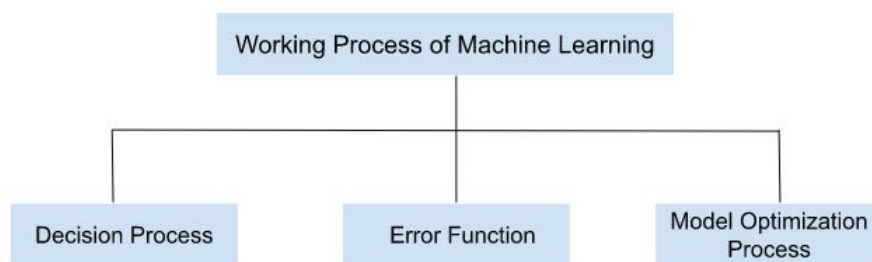 Working Process of Machine Learning
Decision Process
Error Function
Model Optimization
Process